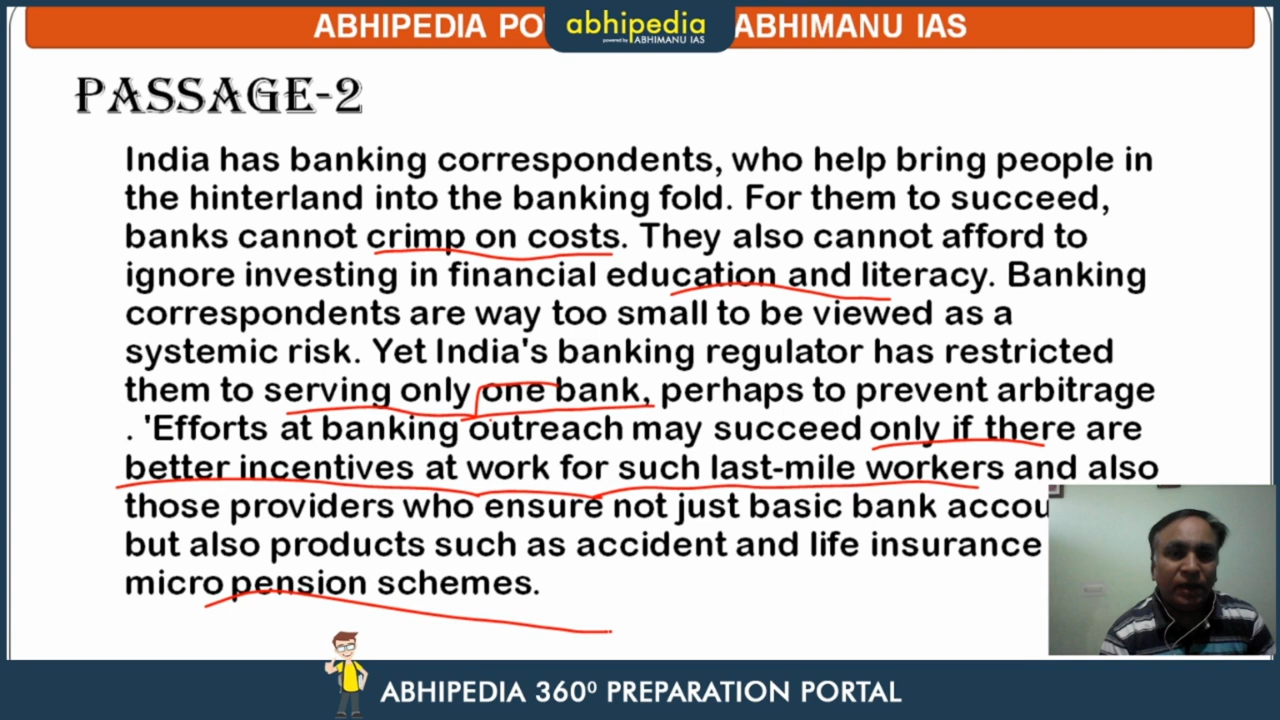 ABHIPEDIA PO
abhipedia
powered by ABHIMANU IAS
ABHIMANU IAS
PASSAGE-2
India has banking correspondents, who help bring people in
the hinterland into the banking fold. For them to succeed,
banks cannot crimp on costs. They also cannot afford to
ignore investing in financial education and literacy. Banking
correspondents are way too small to be viewed as a
systemic risk. Yet India's banking regulator has restricted
them to serving only one bank, perhaps to prevent arbitrage
. 'Efforts at banking outreach may succeed only if there are
better incentives at work for such last-mile workers and also
those providers who ensure not just basic bank accou
but also products such as accident and life insurance
micro pension schemes.
ABHIPEDIA 360⁰ PREPARATION PORTAL